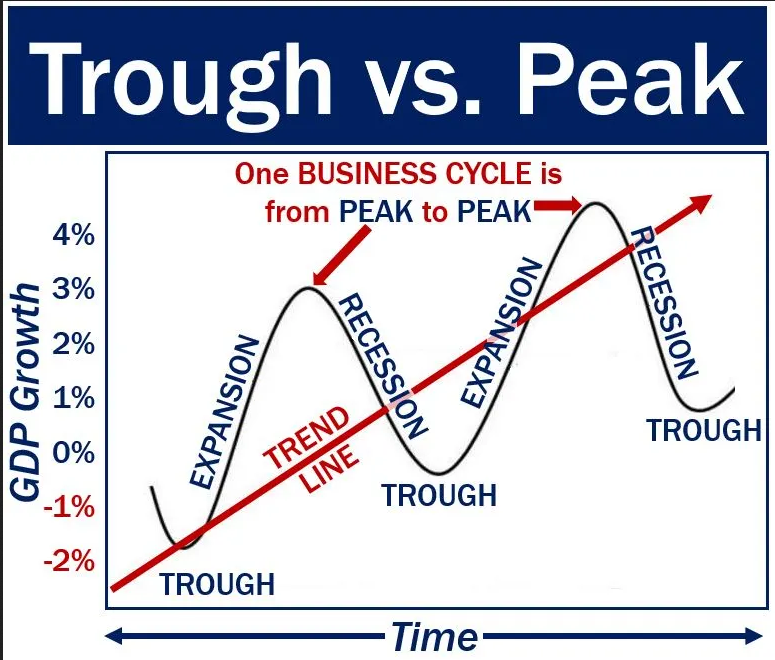 Trough vs. Peak
One BUSINESS CYCLE is
from PEAK to PEAK
4%
3%
2%
1%
0%
-1%
-2%
GDP Growth
EXPANSION
RECESSION
EXPANSION
RECESSION
TREND
LINE
TROUGH
TROUGH
TROUGH
Time